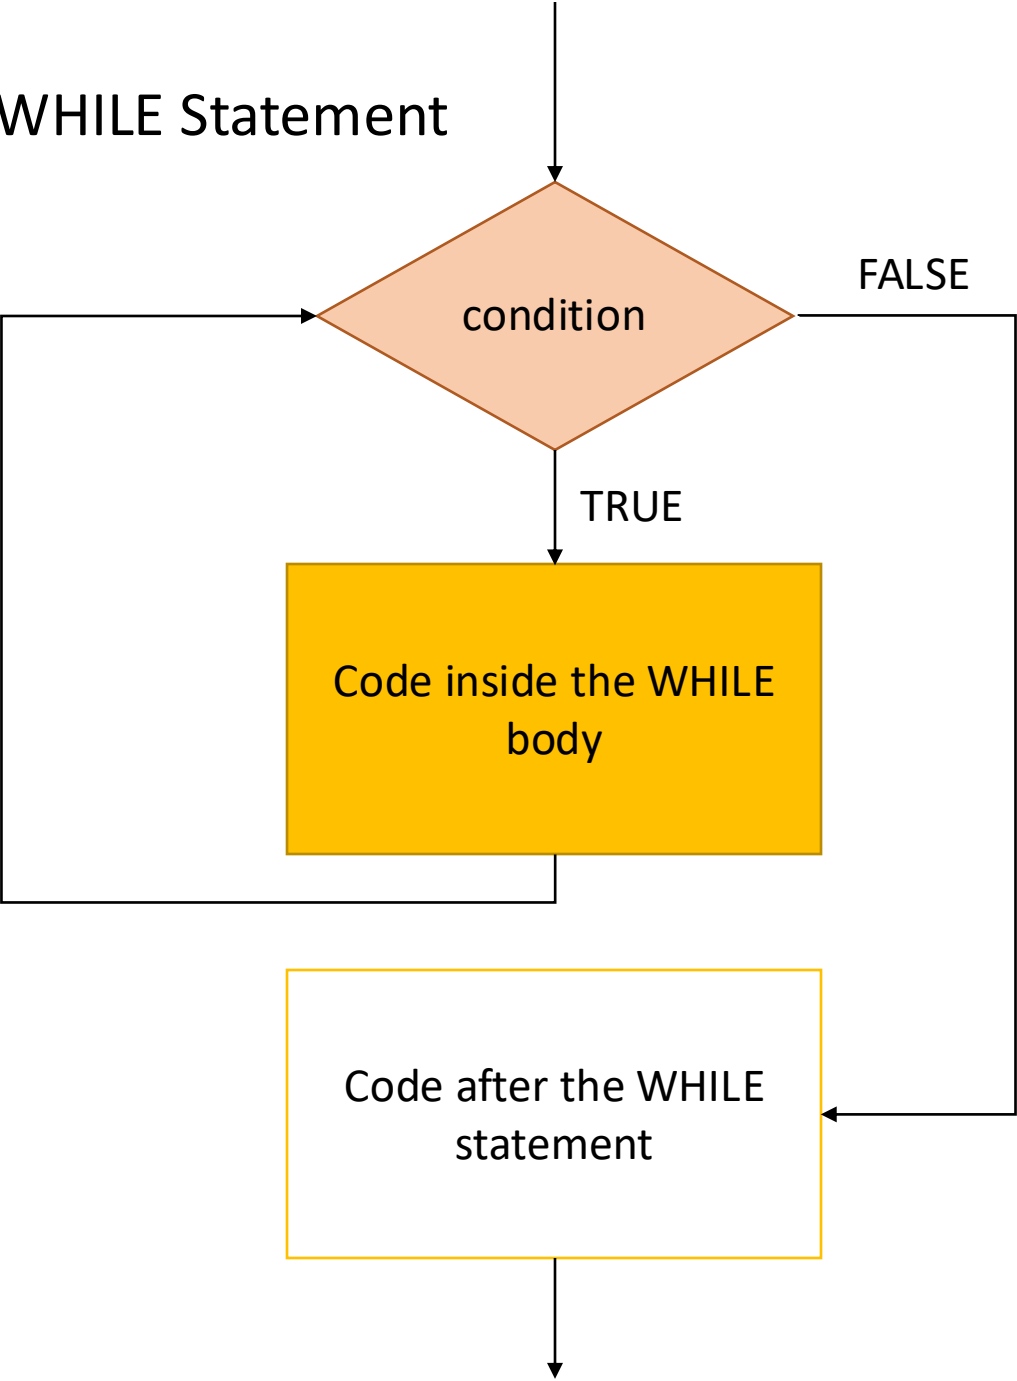 WHILE Statement
FALSE
condition
TRUE
Code inside the WHILE
body
Code after the WHILE
statement